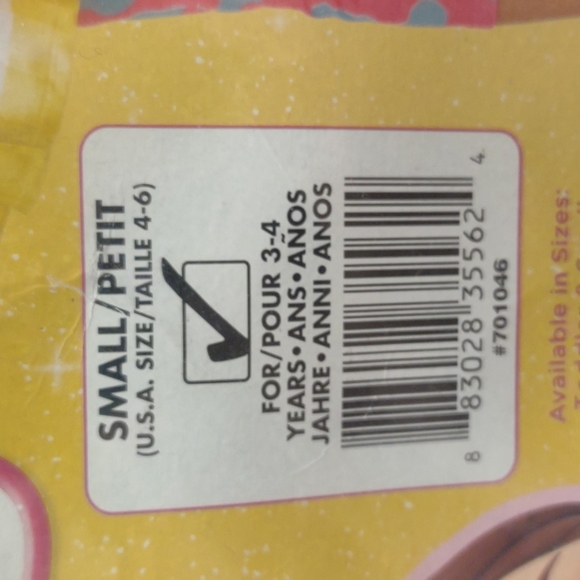 SMALL/PETIT
(U.S.A. SIZE/TAILLE 4-6)
FOR/POUR 3-4
YEARS•ANS•AÑOS
JAHRE•ANNI•ANOS
8 83028 35562 4
#701046
Available in Sizes: